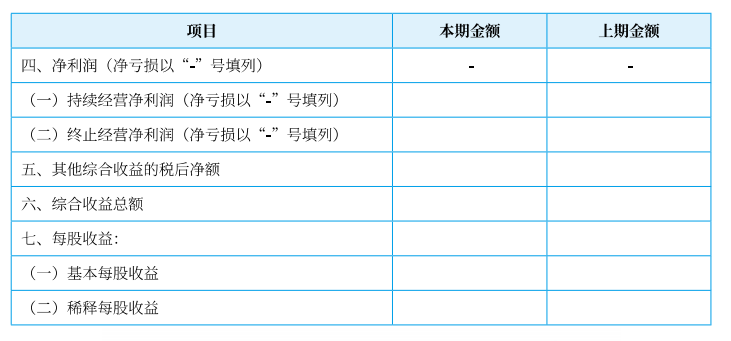 项目 本期金额 上期金额
四、净利润（净亏损以“-”号填列） - -
（一）持续经营净利润（净亏损以“-”号填列）
（二）终止经营净利润（净亏损以“-”号填列）
五、其他综合收益的税后净额
六、综合收益总额
七、每股收益：
（一）基本每股收益
（二）稀释每股收益